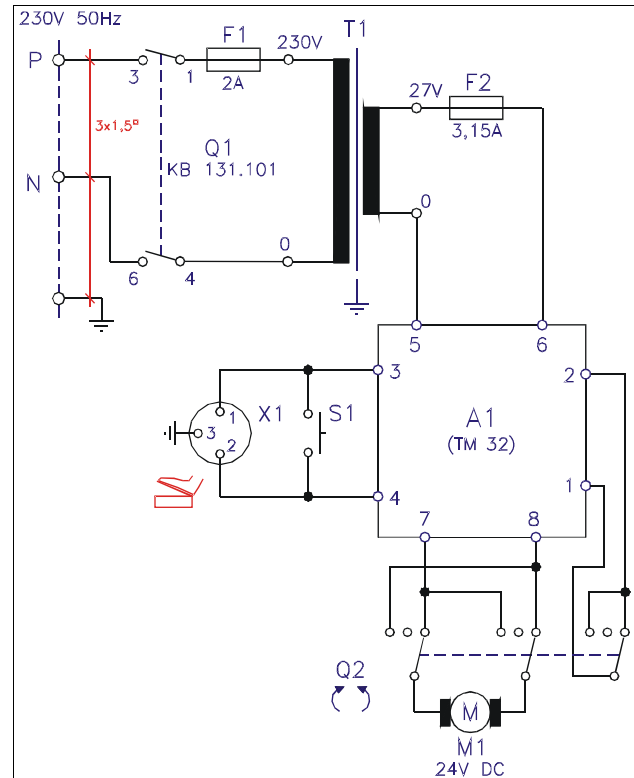 230V 50Hz
T1
F1
230V
P
3
1
2A
27V
F2
3x1,5°
3,15A
Q1
KB 131.101
N
0
0
6
4
5
6
3
2
1
X1
S1
A1
3
2
(TM 32)
4
1
7
8
Q2
M
M1
24V DC